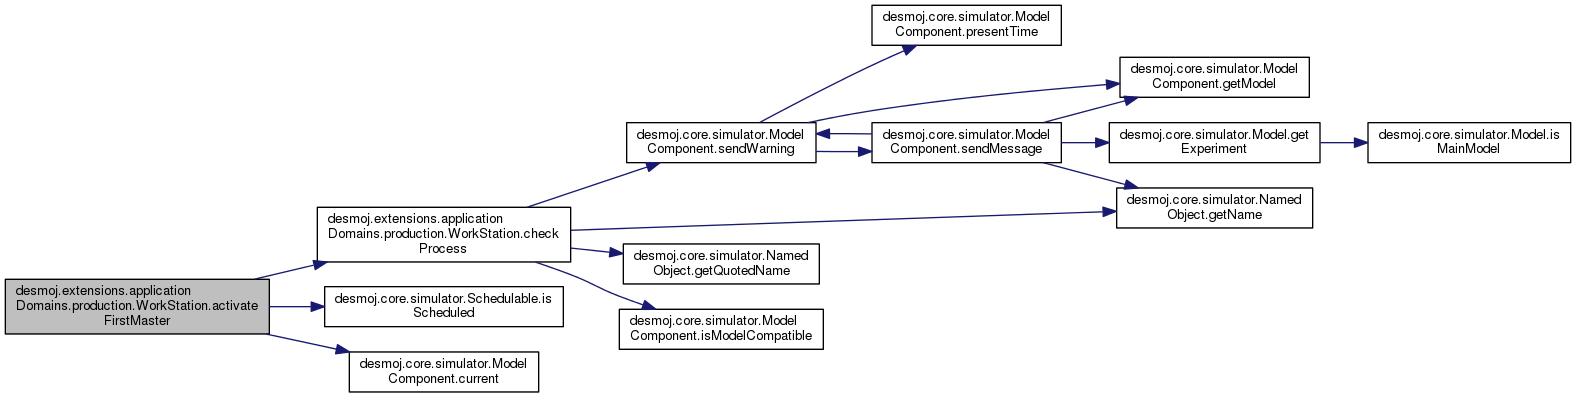 desmoj.core.simulator.Model
Component.presentTime
desmoj.core.simulator.Model
Component.getModel
desmoj.core.simulator.Model
Component.sendWarning
desmoj.core.simulator.Model
Component.sendMessage
desmoj.core.simulator.Model.get
Experiment
desmoj.core.simulator.Model.is
MainModel
desmoj.core.simulator.Named
Object.getName
desmoj.extensions.application
Domains.production.WorkStation.check
Process
desmoj.core.simulator.Named
Object.getQuotedName
desmoj.extensions.application
Domains.production.WorkStation.activate
FirstMaster
desmoj.core.simulator.Schedulable.is
Scheduled
desmoj.core.simulator.Model
Component.isModelCompatible
desmoj.core.simulator.Model
Component.current